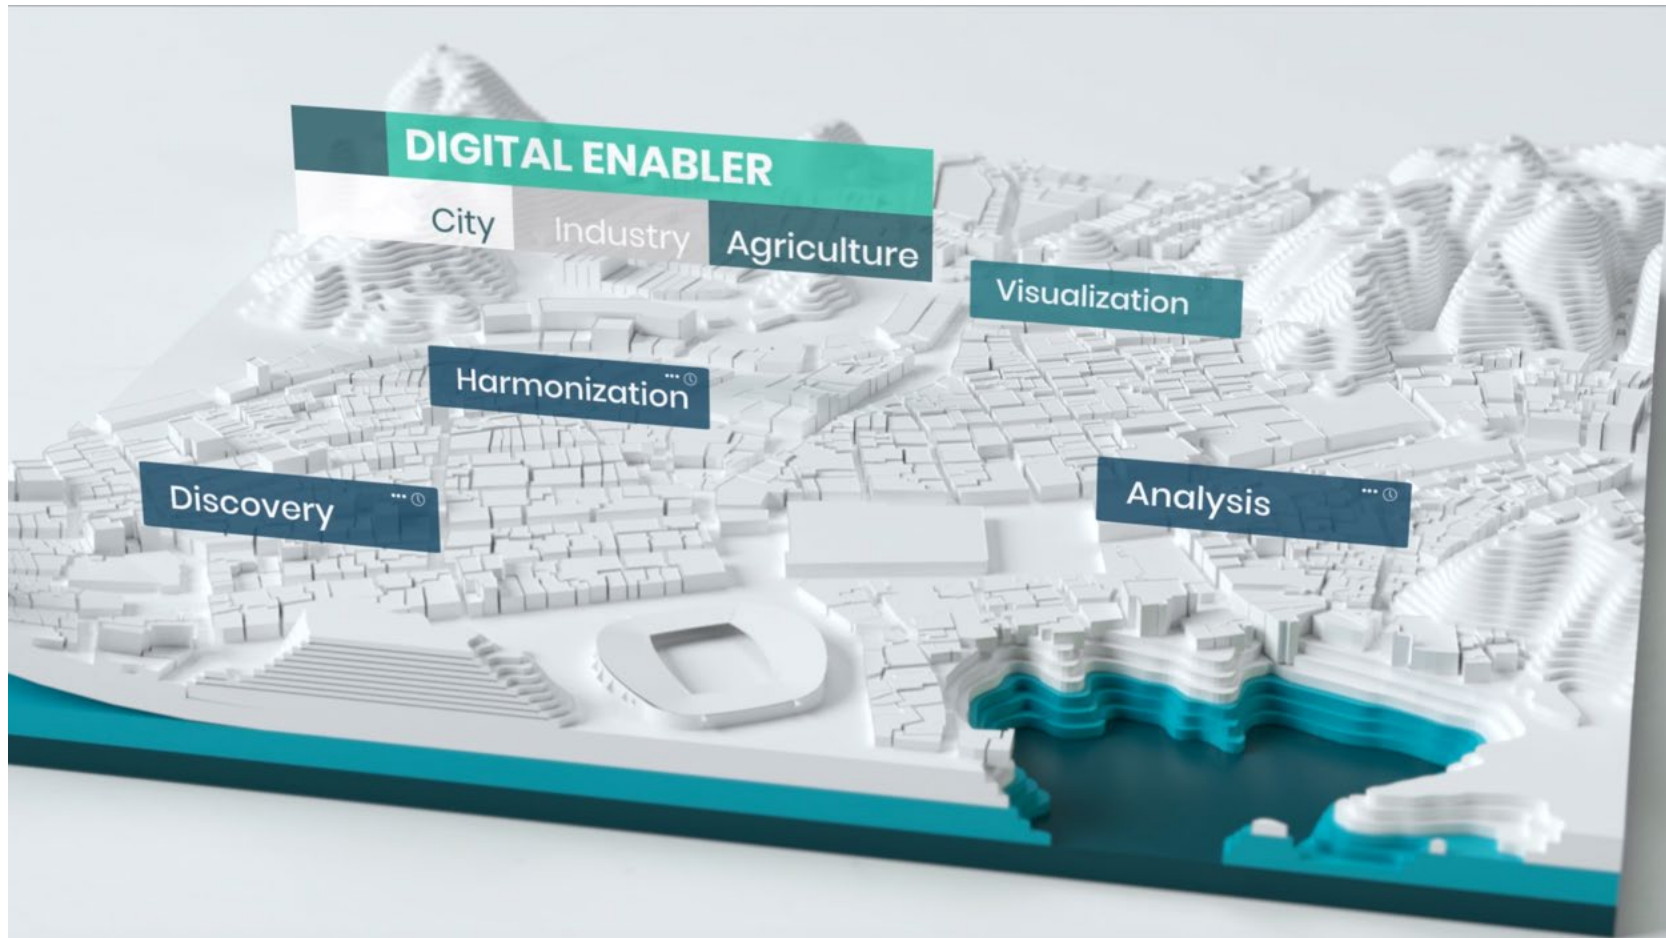 DIGITAL ENABLER
City Industry Agriculture
Visualization
Harmonization
Discovery
Analysis